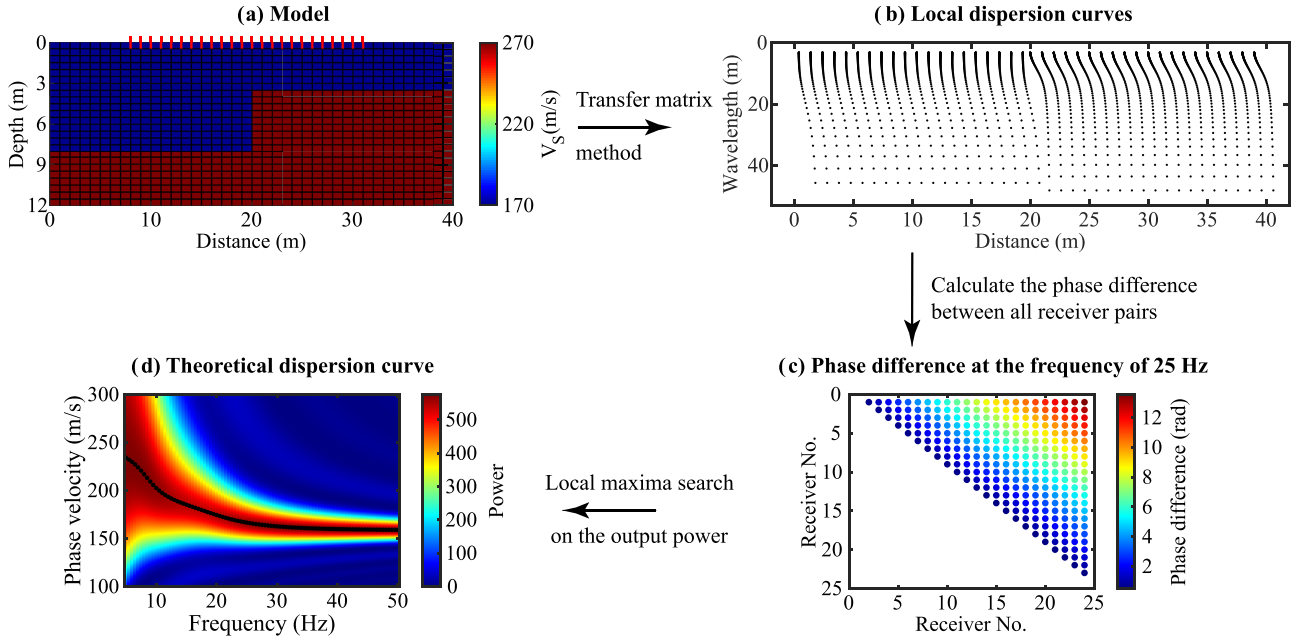 (a) Model
0
3
6
9
12
Depth (m)
0 10 20 30 40
Distance (m)
270
220
170
V_S(m/s)
Transfer matrix
method
(b) Local dispersion curves
0
20
40
Wavelength (m)
0 5 10 15 20 25 30 35 40
Distance (m)
Calculate the phase difference
between all receiver pairs
(c) Phase difference at the frequency of 25 Hz
0
5
10
15
20
25
Receiver No.
0 5 10 15 20 25
Receiver No.
12
10
8
6
4
2
Phase difference (rad)
Local maxima search
on the output power
(d) Theoretical dispersion curve
300
250
200
150
100
Phase velocity (m/s)
10 20 30 40 50
Frequency (Hz)
500
400
300
200
100
0
Power